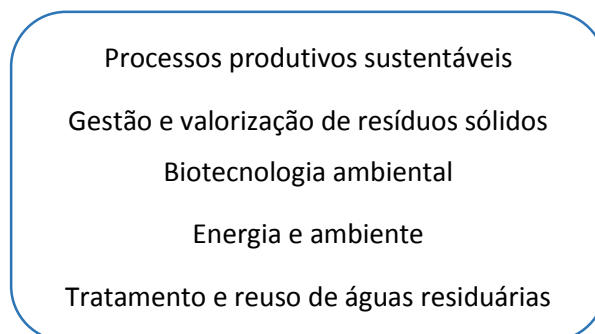 Processos produtivos sustentáveis
Gestão e valorização de resíduos sólidos
Biotecnologia ambiental
Energia e ambiente
Tratamento e reuso de águas residuárias